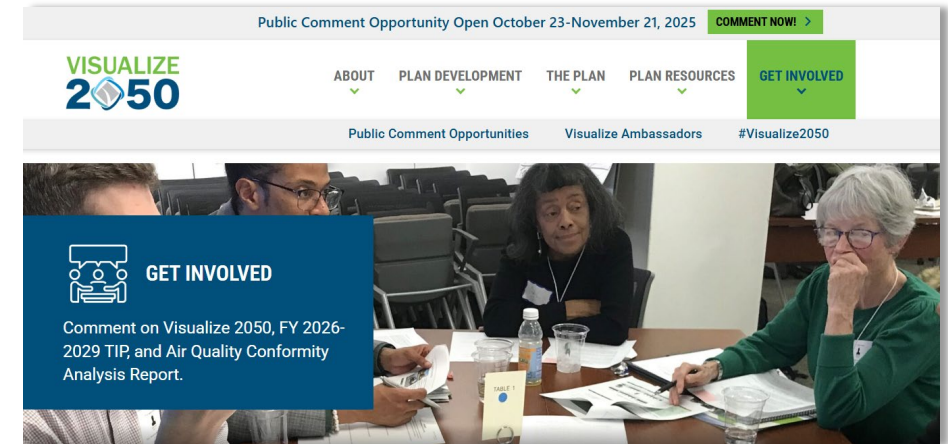 Public Comment Opportunity Open October 23-November 21, 2025 COMMENT NOW! >
VISUALIZE
2050
ABOUT PLAN DEVELOPMENT THE PLAN PLAN RESOURCES GET INVOLVED
Public Comment Opportunities Visualize Ambassadors #Visualize2050
GET INVOLVED
Comment on Visualize 2050, FY 2026-
2029 TIP, and Air Quality Conformity
Analysis Report.
TABLE 1